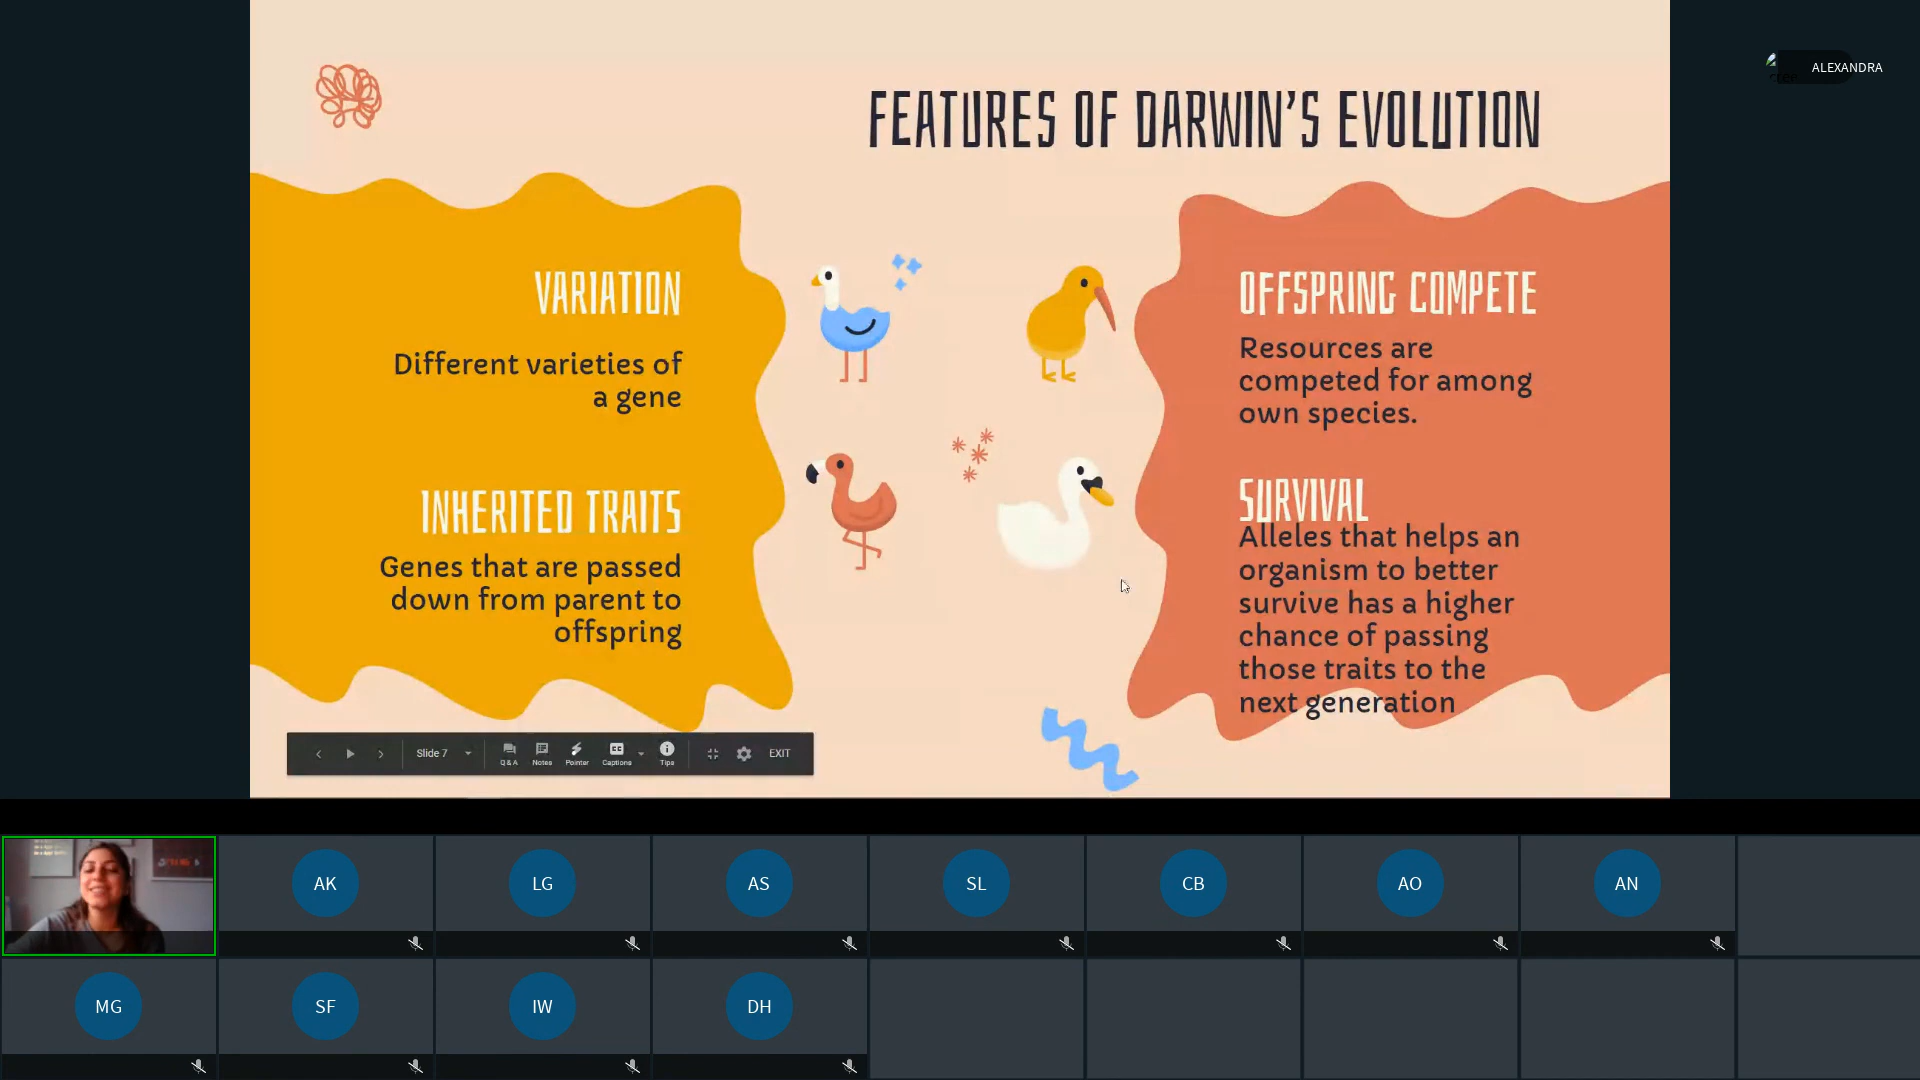 ALEXANDRA
FEATURES OF DARWIN'S EVOLUTION
VARIATION
Different varieties of
a gene
INHERITED TRAITS
Genes that are passed
down from parent to
offspring
OFFSPRING COMPETE
Resources are
competed for among
own species.
SURVIVAL
Alleles that helps an
organism to better
survive has a higher
chance of passing
those traits to the
next generation
Slide 7
Q & A
Notes
Pointer
CC
Captions
Tips
EXIT
AK
LG
AS
SL
CB
AO
AN
MG
SF
IW
DH